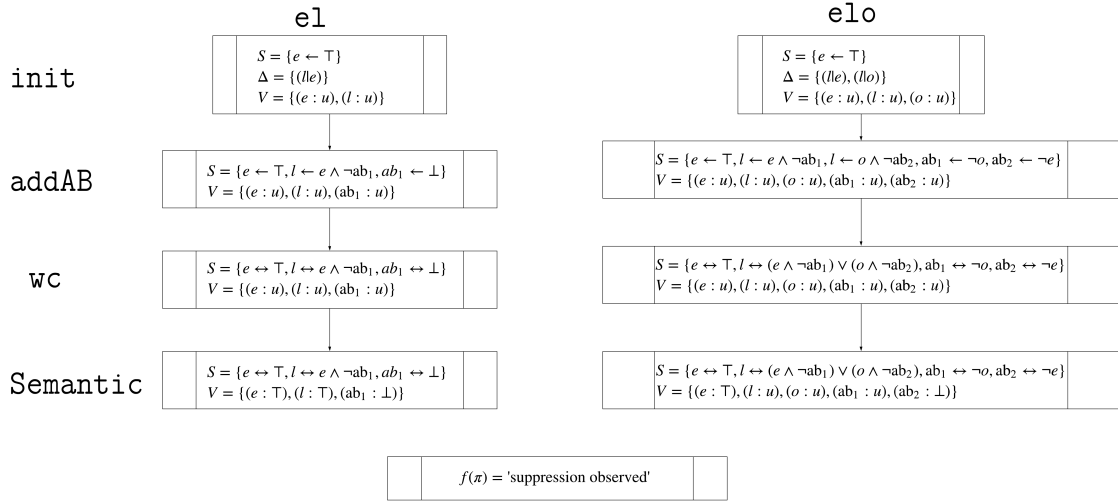 el
elo
init
S = {e ← ⊤}
Δ = {(l|e)}
V = {(e : u), (l : u)}
S = {e ← ⊤}
Δ = {(l|e), (l|o)}
V = {(e : u), (l : u), (o : u)}
addAB
S = {e ← ⊤, l ← e ∧ ¬ab₁, ab₁ ← ⊥}
V = {(e : u), (l : u), (ab₁ : u)}
S = {e ← ⊤, l ← e ∧ ¬ab₁, l ← o ∧ ¬ab₂, ab₁ ← ¬o, ab₂ ← ¬e}
V = {(e : u), (l : u), (o : u), (ab₁ : u), (ab₂ : u)}
wc
S = {e ↔ ⊤, l ↔ e ∧ ¬ab₁, ab₁ ↔ ⊥}
V = {(e : u), (l : u), (ab₁ : u)}
S = {e ↔ ⊤, l ↔ (e ∧ ¬ab₁) ∨ (o ∧ ¬ab₂), ab₁ ↔ ¬o, ab₂ ↔ ¬e}
V = {(e : u), (l : u), (o : u), (ab₁ : u), (ab₂ : u)}
Semantic
S = {e ↔ ⊤, l ↔ e ∧ ¬ab₁, ab₁ ↔ ⊥}
V = {(e : ⊤), (l : ⊤), (ab₁ : ⊥)}
S = {e ↔ ⊤, l ↔ (e ∧ ¬ab₁) ∨ (o ∧ ¬ab₂), ab₁ ↔ ¬o, ab₂ ↔ ¬e}
V = {(e : ⊤), (l : u), (o : u), (ab₁ : u), (ab₂ : ⊥)}
f(π) = 'suppression observed'